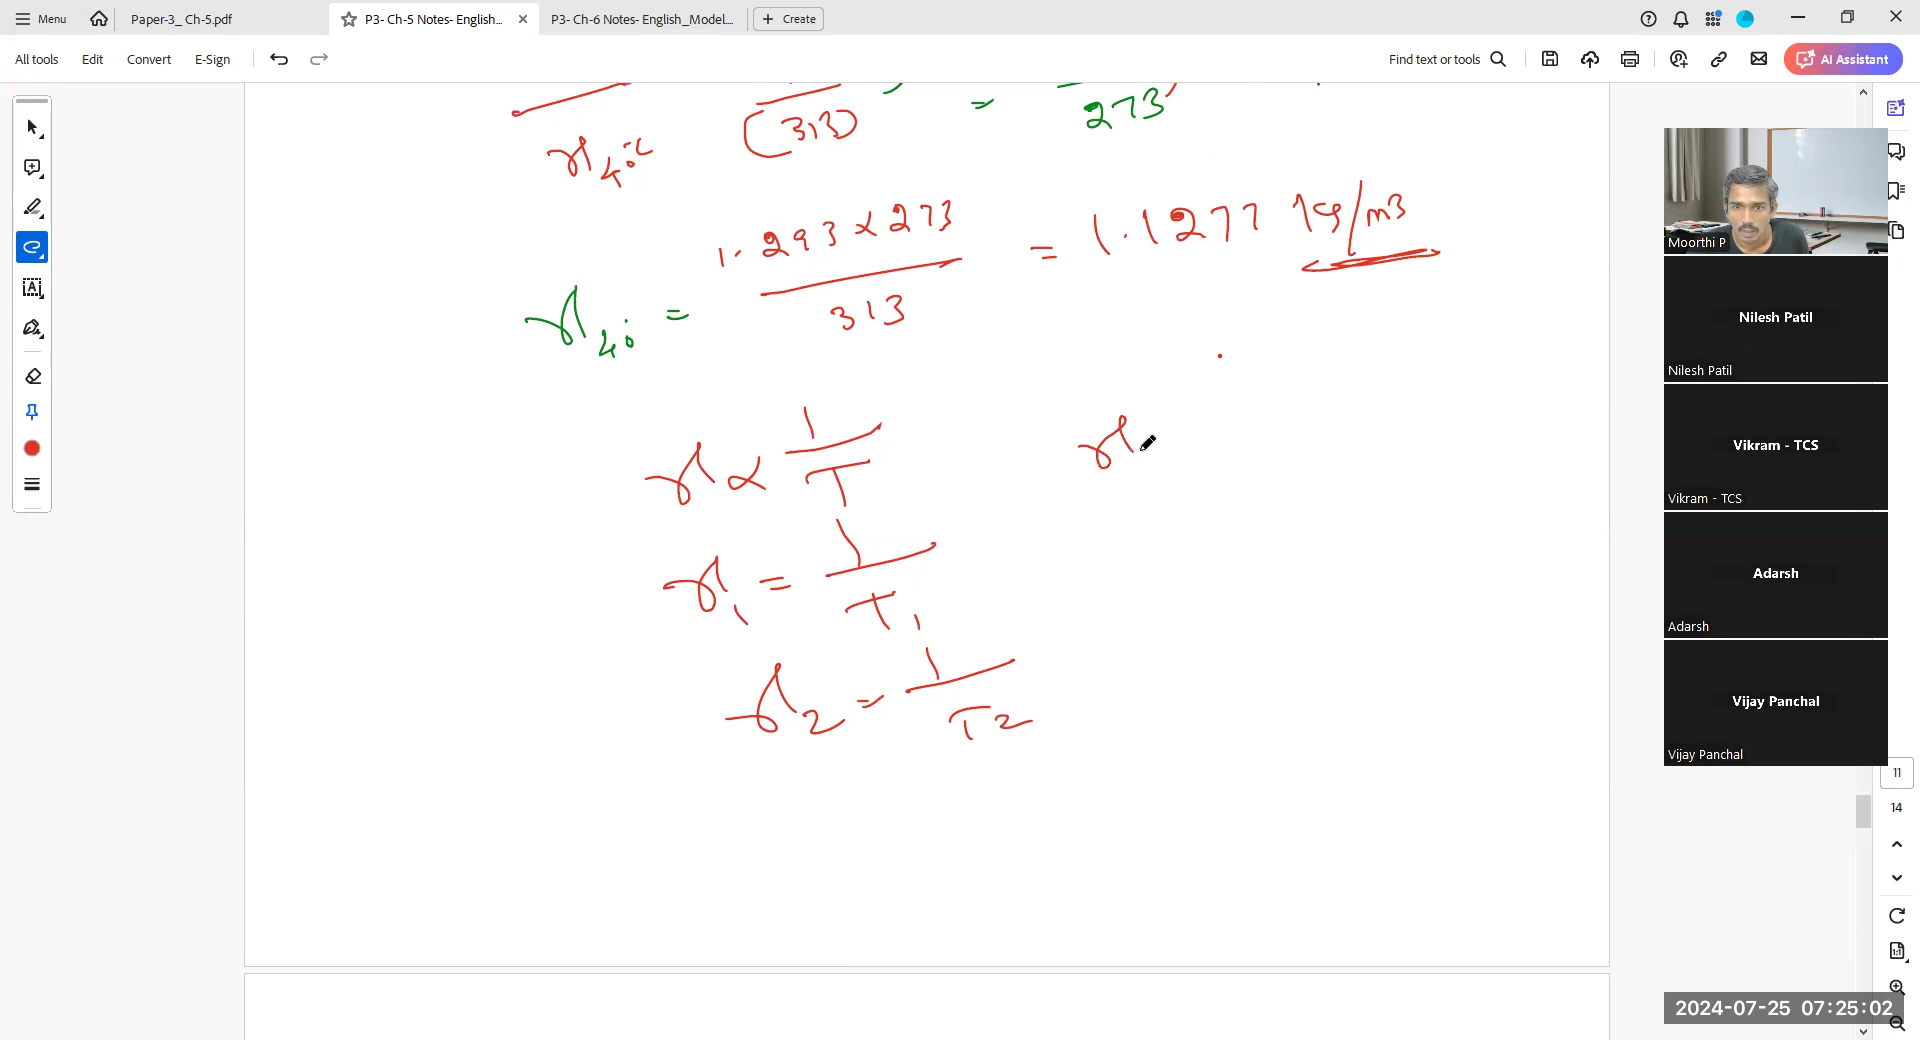 Menu
Paper-3_ Ch-5.pdf
P3- Ch-5 Notes- English...
P3- Ch-6 Notes- English_Model...
+ Create
All tools
Edit
Convert
E-Sign
Find text or tools
AI Assistant
(313)
= 273
γ40°C
γ40° = 1.293 × 273 / 313 = 1.1277 kg/m3
γ ∝ 1/T
γ
γ1 = 1/T1
γ2 = 1/T2
Moorthi P
Nilesh Patil
Nilesh Patil
Vikram - TCS
Vikram - TCS
Adarsh
Adarsh
Vijay Panchal
Vijay Panchal
11
14
1:1
2024-07-25 07:25:02